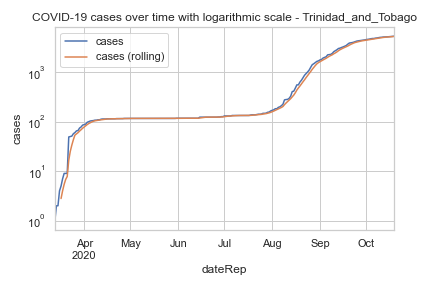 COVID-19 cases over time with logarithmic scale - Trinidad_and_Tobago
cases
cases (rolling)
10³
10²
10¹
10⁰
cases
Apr May Jun Jul Aug Sep Oct
2020
dateRep